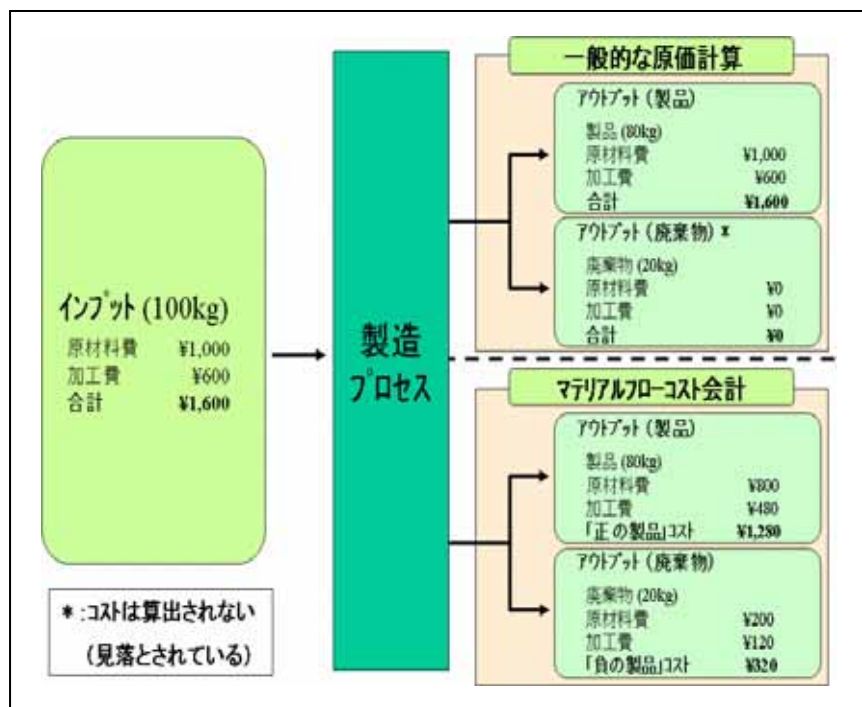 インプット (100kg)
原材料費 ¥1,000
加工費 ¥600
合計 ¥1,600
製造
プロセス
一般的な原価計算
アウトプット (製品)
製品 (80kg)
原材料費 ¥1,000
加工費 ¥600
合計 ¥1,600
アウトプット (廃棄物) *
廃棄物 (20kg)
原材料費 ¥0
加工費 ¥0
合計 ¥0
マテリアルフローコスト会計
アウトプット (製品)
製品 (80kg)
原材料費 ¥800
加工費 ¥480
「正の製品」コスト ¥1,280
アウトプット (廃棄物)
廃棄物 (20kg)
原材料費 ¥200
加工費 ¥120
「負の製品」コスト ¥320
* :コストは算出されない
(見落とされている)